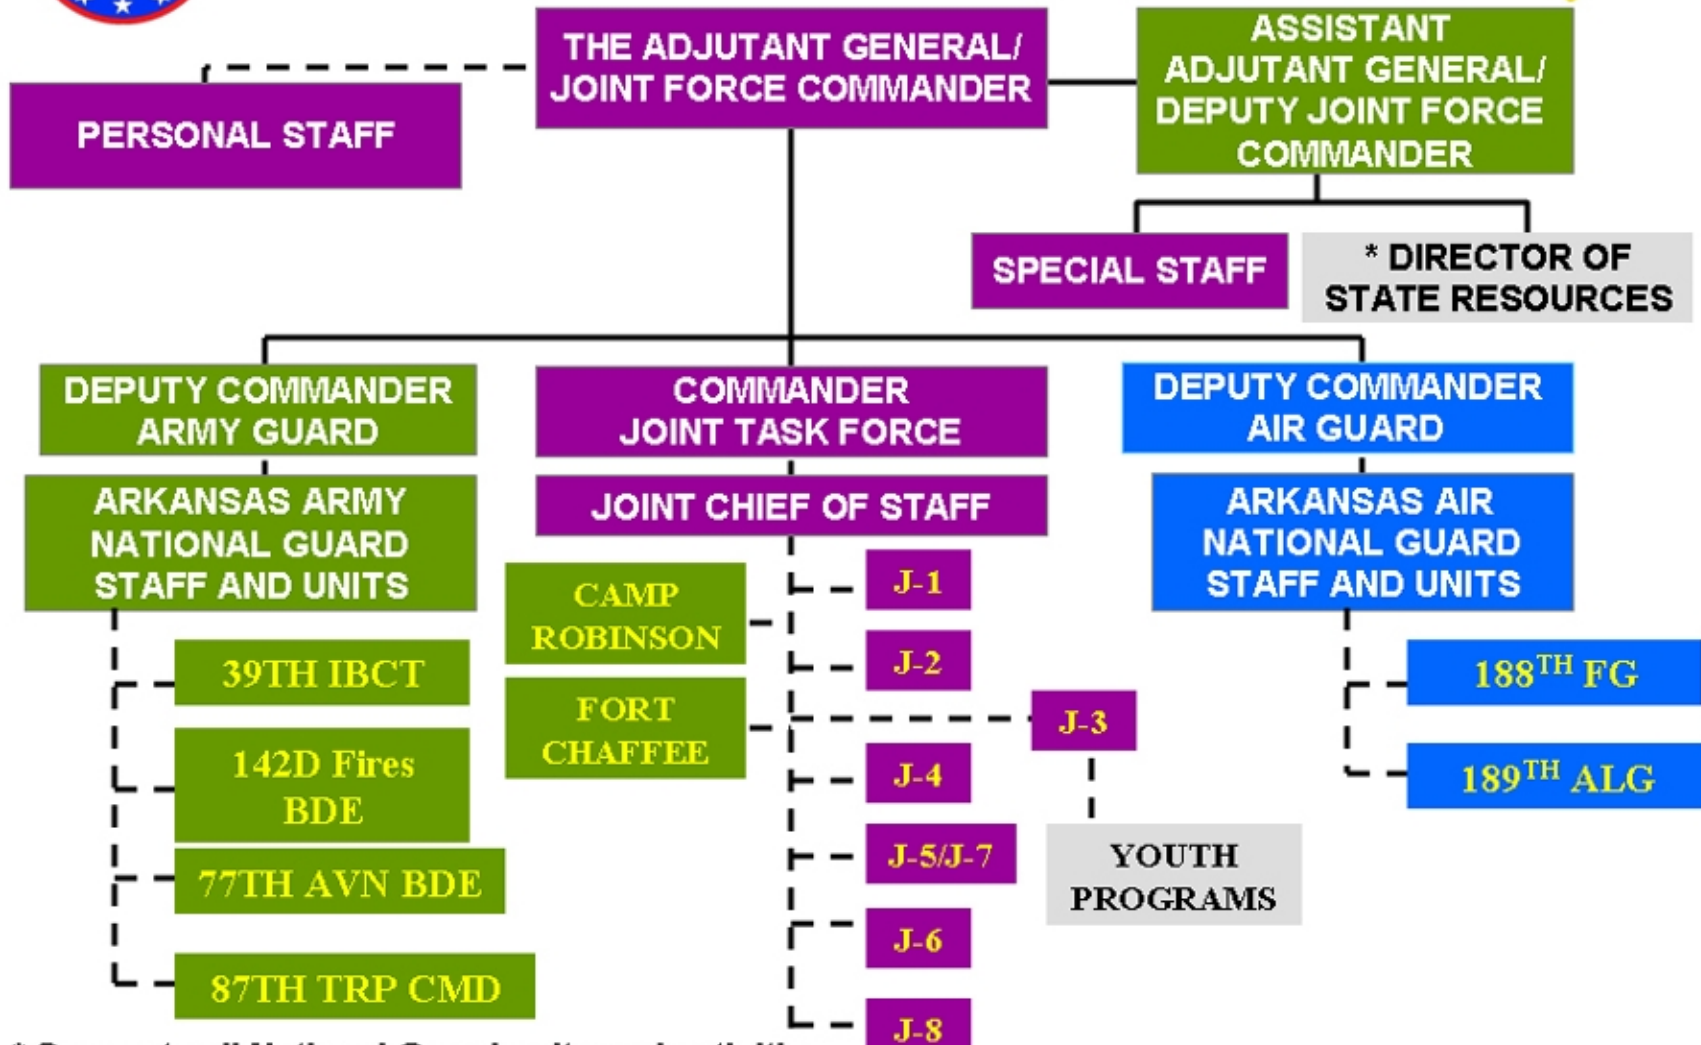 THE ADJUTANT GENERAL/
JOINT FORCE COMMANDER
ASSISTANT
ADJUTANT GENERAL/
DEPUTY JOINT FORCE
COMMANDER
PERSONAL STAFF
SPECIAL STAFF
* DIRECTOR OF
STATE RESOURCES
DEPUTY COMMANDER
ARMY GUARD
COMMANDER
JOINT TASK FORCE
DEPUTY COMMANDER
AIR GUARD
ARKANSAS ARMY
NATIONAL GUARD
STAFF AND UNITS
JOINT CHIEF OF STAFF
ARKANSAS AIR
NATIONAL GUARD
STAFF AND UNITS
39TH IBCT
142D Fires
BDE
77TH AVN BDE
87TH TRP CMD
CAMP
ROBINSON
FORT
CHAFFEE
J-1
J-2
J-3
J-4
J-5/J-7
J-6
J-8
YOUTH
PROGRAMS
188TH FG
189TH ALG